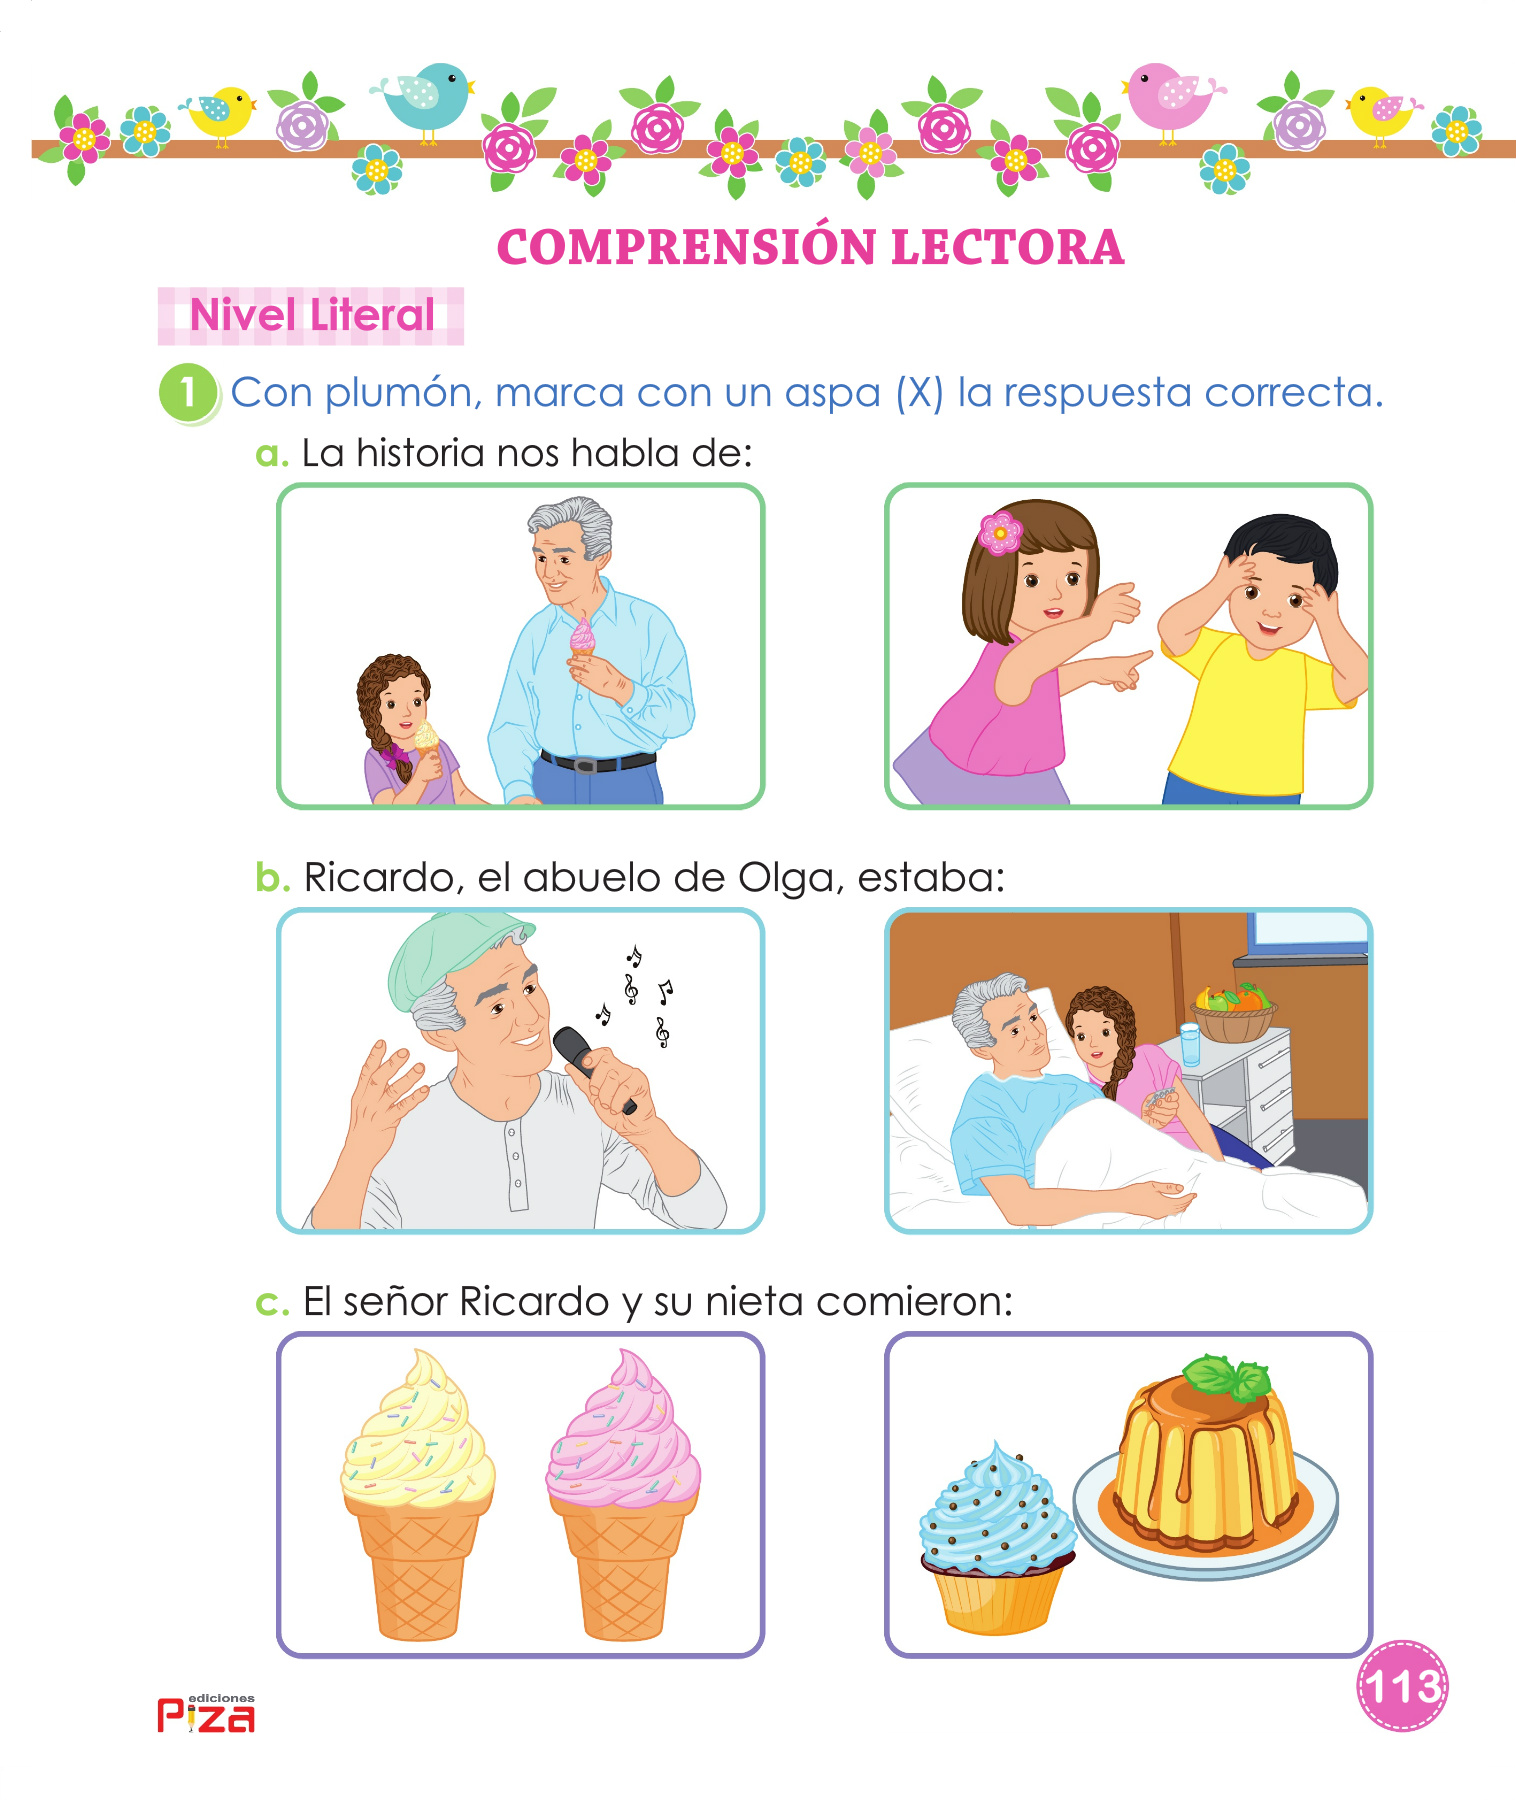 COMPRENSIÓN LECTORA
Nivel Literal
1 Con plumón, marca con un aspa (X) la respuesta correcta.
a. La historia nos habla de:
b. Ricardo, el abuelo de Olga, estaba:
c. El señor Ricardo y su nieta comieron:
ediciones
Piza
113